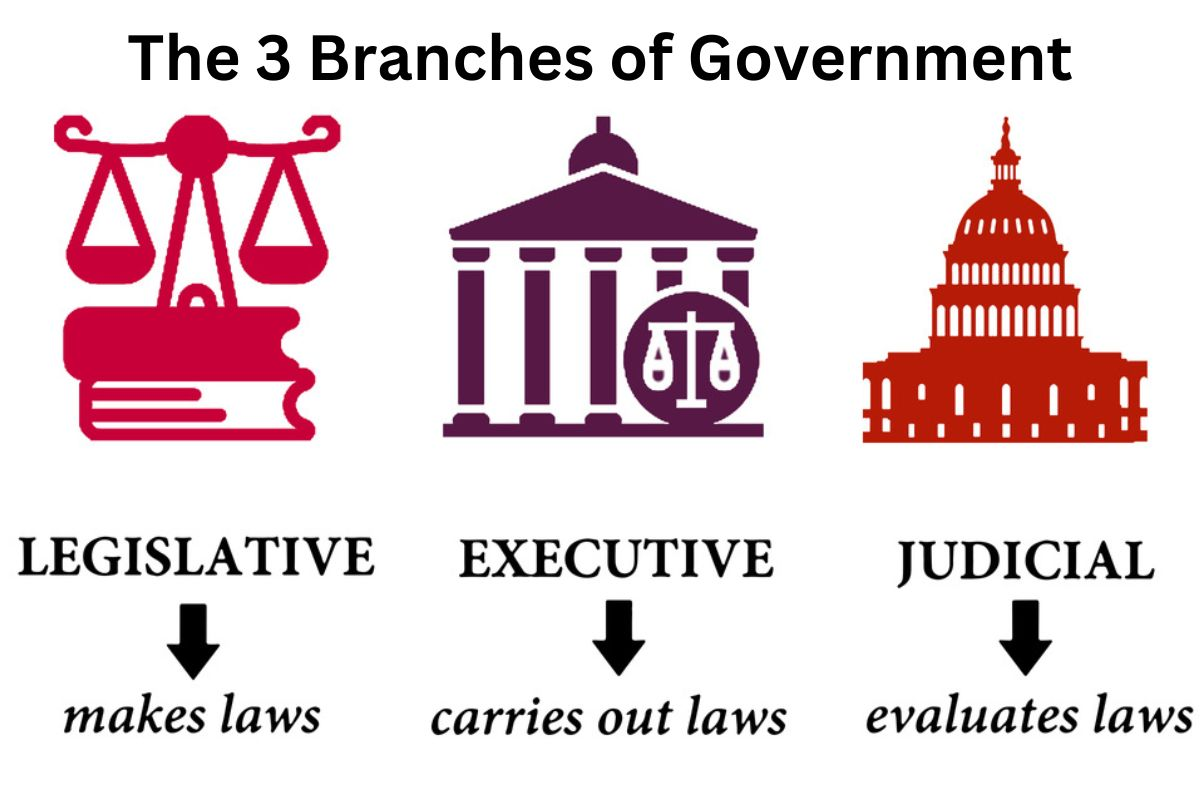 The 3 Branches of Government
LEGISLATIVE
EXECUTIVE
JUDICIAL
makes laws
carries out laws
evaluates laws